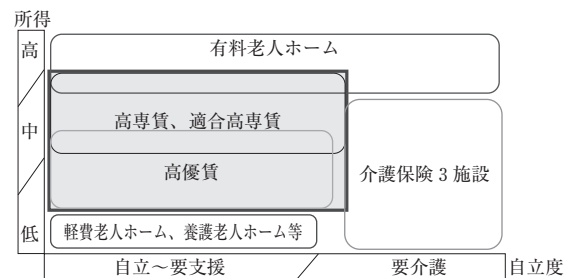 所得
高
有料老人ホーム
中
高専賃、適合高専賃
高優賃
介護保険 3 施設
低
軽費老人ホーム、養護老人ホーム等
自立～要支援
要介護
自立度